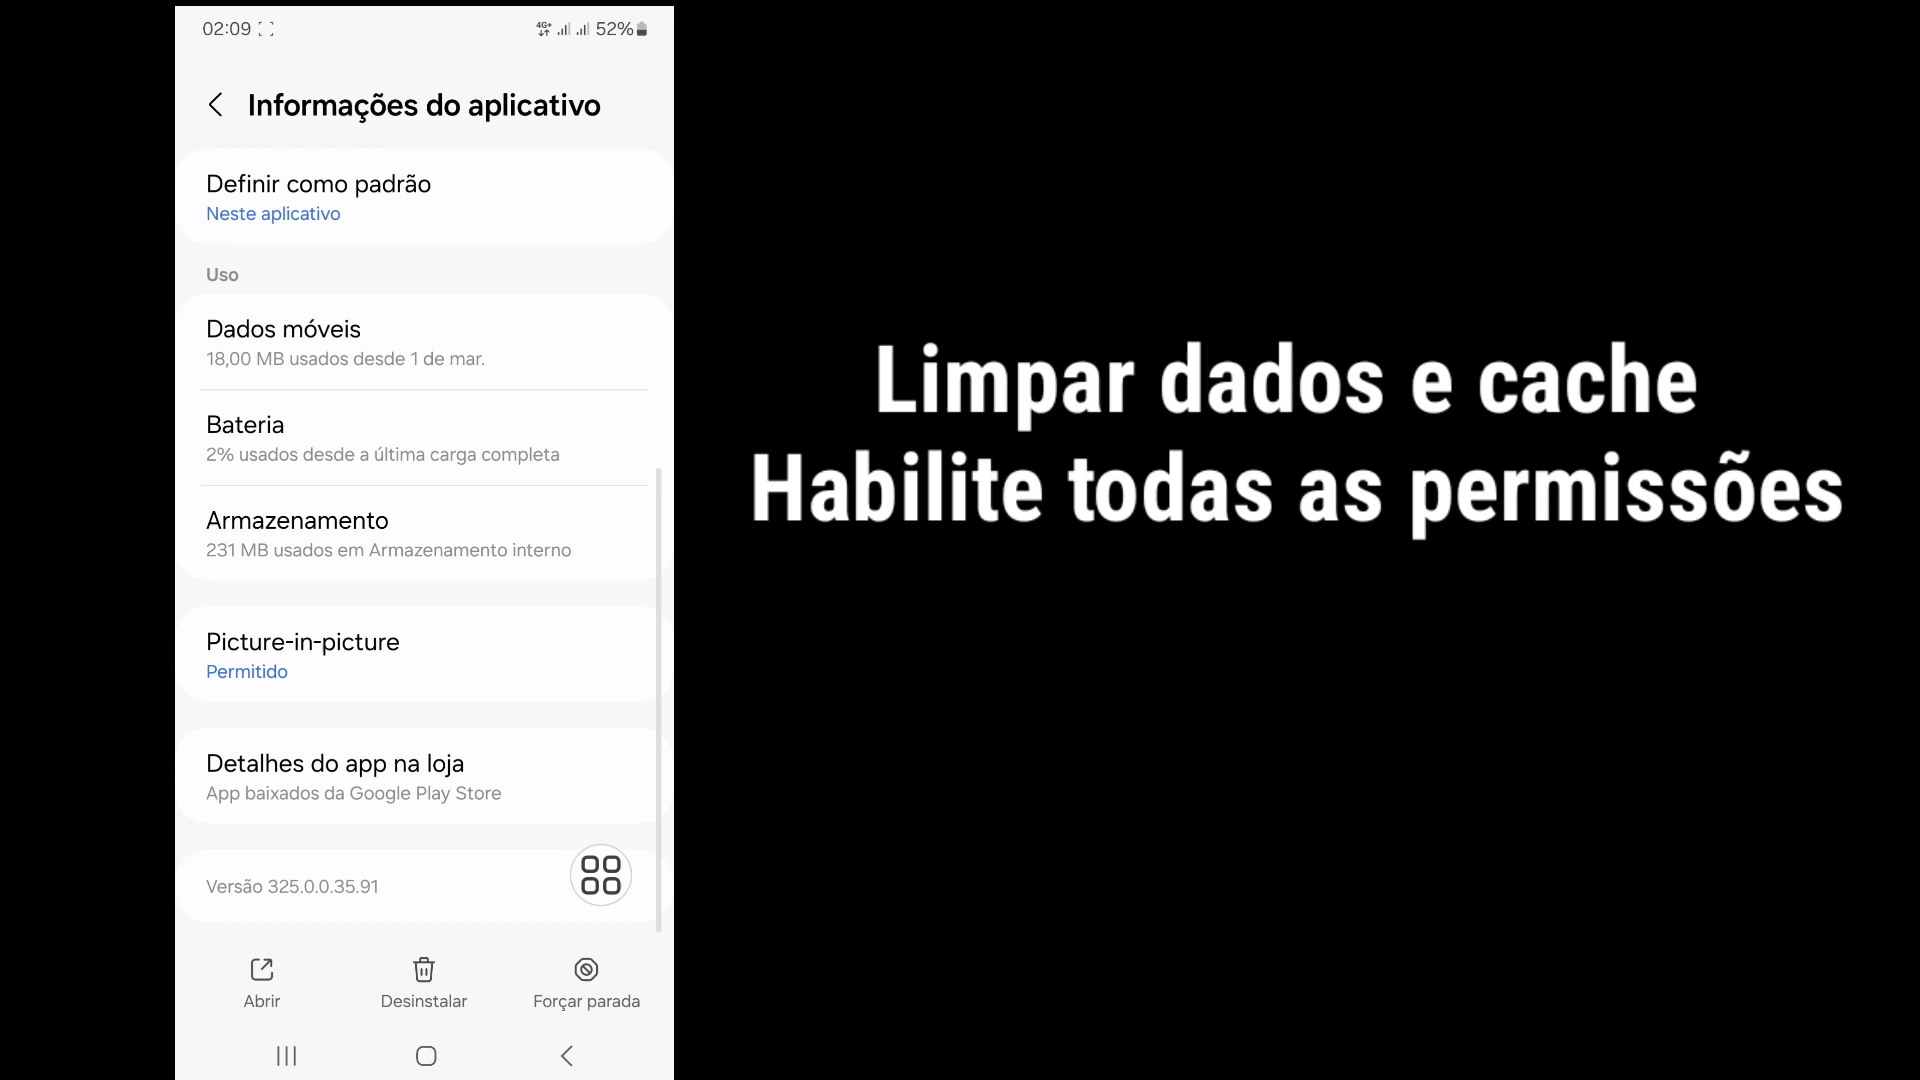 02:09 4G+ 52%
Informações do aplicativo
Definir como padrão
Neste aplicativo
Uso
Dados móveis
18,00 MB usados desde 1 de mar.
Bateria
2% usados desde a última carga completa
Armazenamento
231 MB usados em Armazenamento interno
Picture-in-picture
Permitido
Detalhes do app na loja
App baixados da Google Play Store
Versão 325.0.0.35.91
Abrir Desinstalar Forçar parada
Limpar dados e cache
Habilite todas as permissões